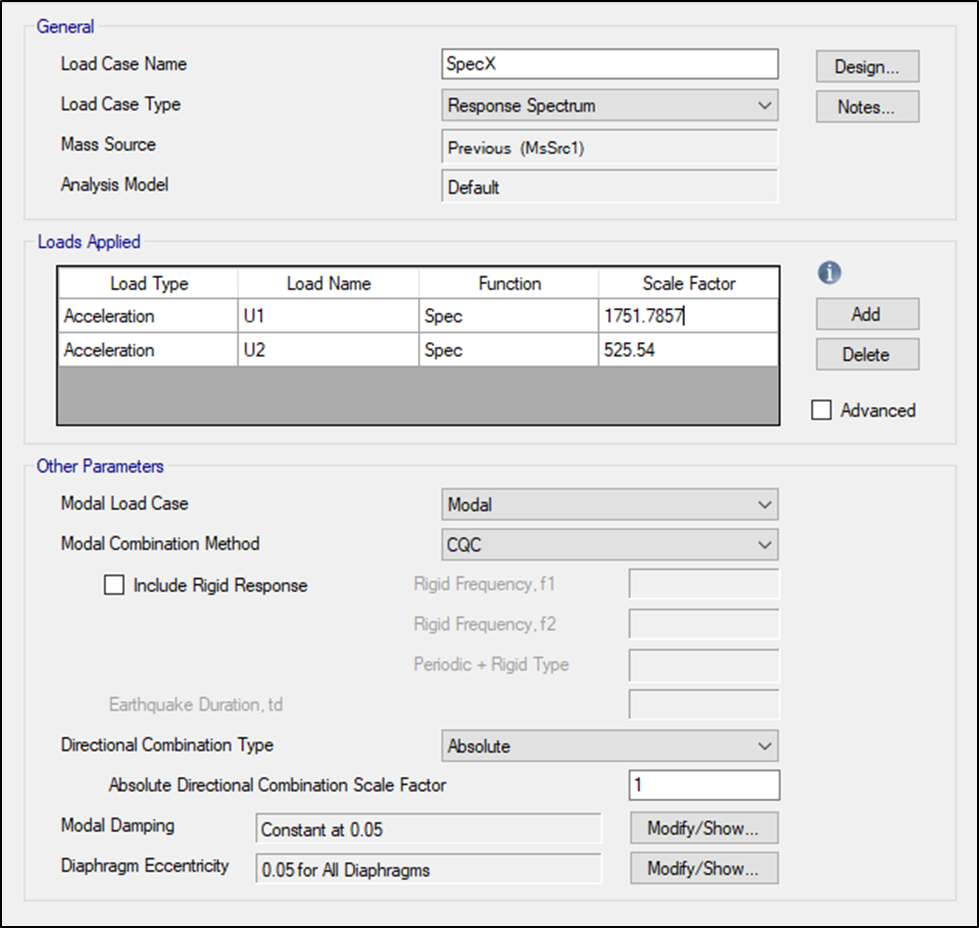 General
Load Case Name SpecX Design...
Load Case Type Response Spectrum Notes...
Mass Source Previous (MsSrc1)
Analysis Model Default
Loads Applied
Load Type Load Name Function Scale Factor
Acceleration U1 Spec 1751.7857 Add
Acceleration U2 Spec 525.54 Delete
Advanced
Other Parameters
Modal Load Case Modal
Modal Combination Method CQC
Include Rigid Response Rigid Frequency, f1
Rigid Frequency, f2
Periodic + Rigid Type
Earthquake Duration, td
Directional Combination Type Absolute
Absolute Directional Combination Scale Factor 1
Modal Damping Constant at 0.05 Modify/Show...
Diaphragm Eccentricity 0.05 for All Diaphragms Modify/Show...